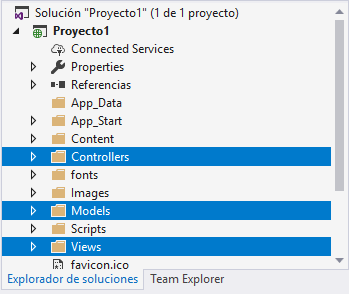 Solución "Proyecto1" (1 de 1 proyecto)
Proyecto1
Connected Services
Properties
Referencias
App_Data
App_Start
Content
Controllers
fonts
Images
Models
Scripts
Views
favicon.ico
Explorador de soluciones Team Explorer